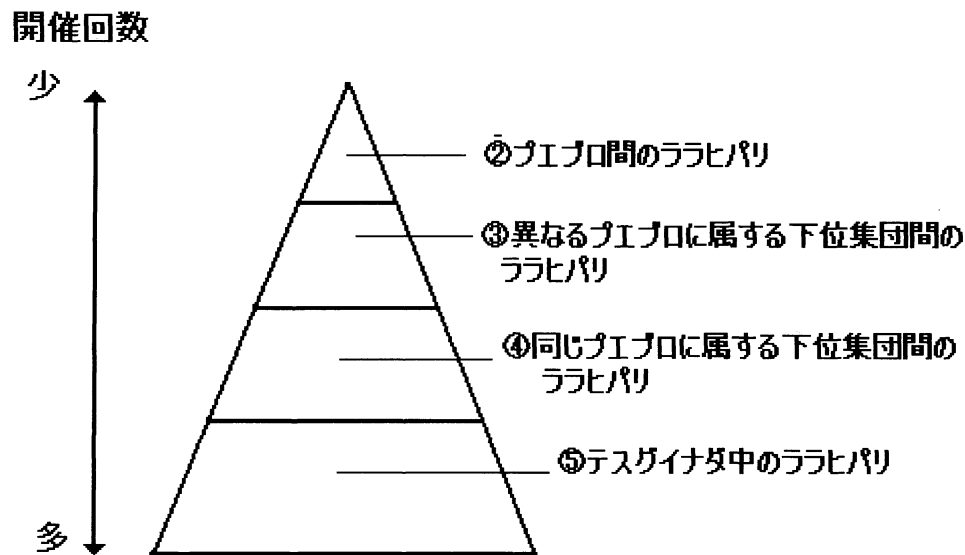 開催回数
少
②プエブロ間のララヒパリ
③異なるプエブロに属する下位集団間の
ララヒパリ
④同じプエブロに属する下位集団間の
ララヒパリ
⑤テスグイナダ中のララヒパリ
多